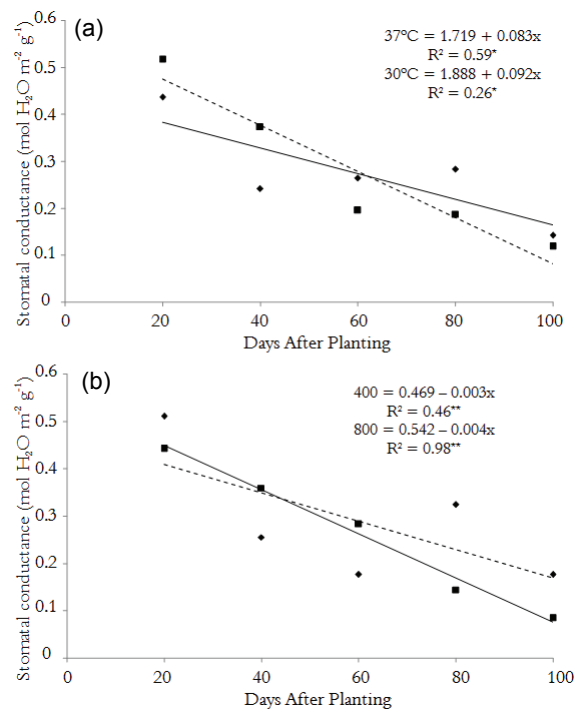 (a)
37°C = 1.719 + 0.083x
R² = 0.59*
30°C = 1.888 + 0.092x
R² = 0.26*
Stomatal conductance (mol H₂O m⁻² g⁻¹)
0.6
0.5
0.4
0.3
0.2
0.1
0
0 20 40 60 80 100
Days After Planting
(b)
400 = 0.469 – 0.003x
R² = 0.46**
800 = 0.542 – 0.004x
R² = 0.98**
Stomatal conductance (mol H₂O m⁻² g⁻¹)
0.6
0.5
0.4
0.3
0.2
0.1
0
0 20 40 60 80 100
Days After Planting